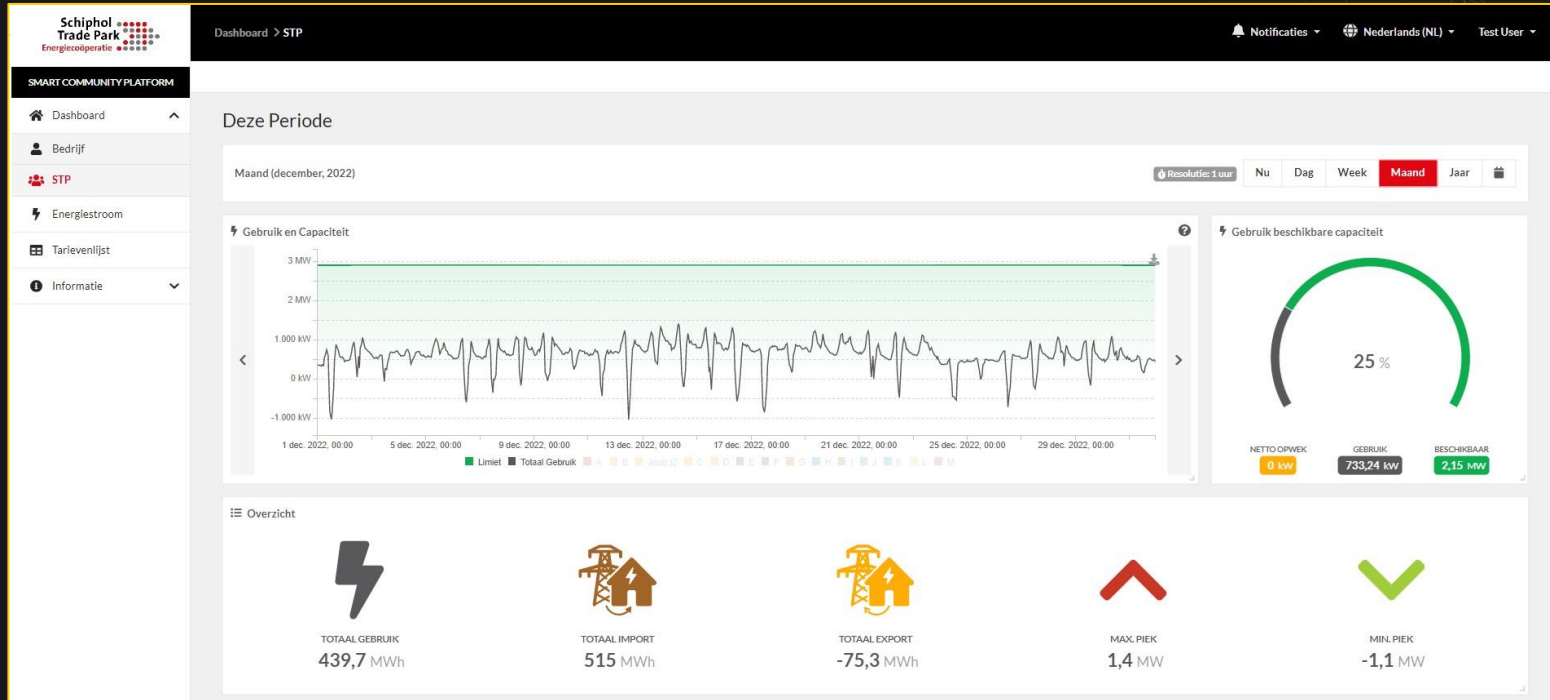 Schiphol
Trade Park
Energiecoöperatie
Dashboard > STP
Notificaties
Nederlands (NL)
Test User
SMART COMMUNITY PLATFORM
Dashboard
Bedrijf
STP
Energiestroom
Tarievenlijst
Informatie
Deze Periode
Maand (december, 2022)
Resolutie: 1 uur
Nu
Dag
Week
Maand
Jaar
Gebruik en Capaciteit
3 MW
2 MW
1.000 kW
0 kW
-1.000 kW
1 dec. 2022, 00:00
5 dec. 2022, 00:00
9 dec. 2022, 00:00
13 dec. 2022, 00:00
17 dec. 2022, 00:00
21 dec. 2022, 00:00
25 dec. 2022, 00:00
29 dec. 2022, 00:00
Limiet
Totaal Gebruik
A
B
C
D
E
F
G
H
I
J
K
L
M
Gebruik beschikbare capaciteit
25 %
NETTO OPWEK
0 kW
GEBRUIK
733,24 kW
BESCHIKBAAR
2,15 MW
Overzicht
TOTAAL GEBRUIK
439,7 MWh
TOTAAL IMPORT
515 MWh
TOTAAL EXPORT
-75,3 MWh
MAX. PIEK
1,4 MW
MIN. PIEK
-1,1 MW